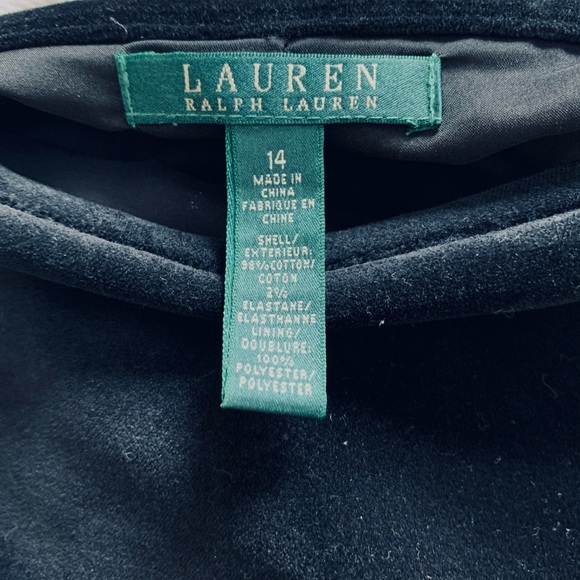 LAUREN
RALPH LAUREN
14
MADE IN
CHINA
FABRIQUE EN
CHINE
SHELL/
EXTERIEUR:
98% COTTON/
COTON
2%
ELASTANE/
ELASTHANNE
LINING/
DOUBLURE:
100%
POLYESTER/
POLYESTER